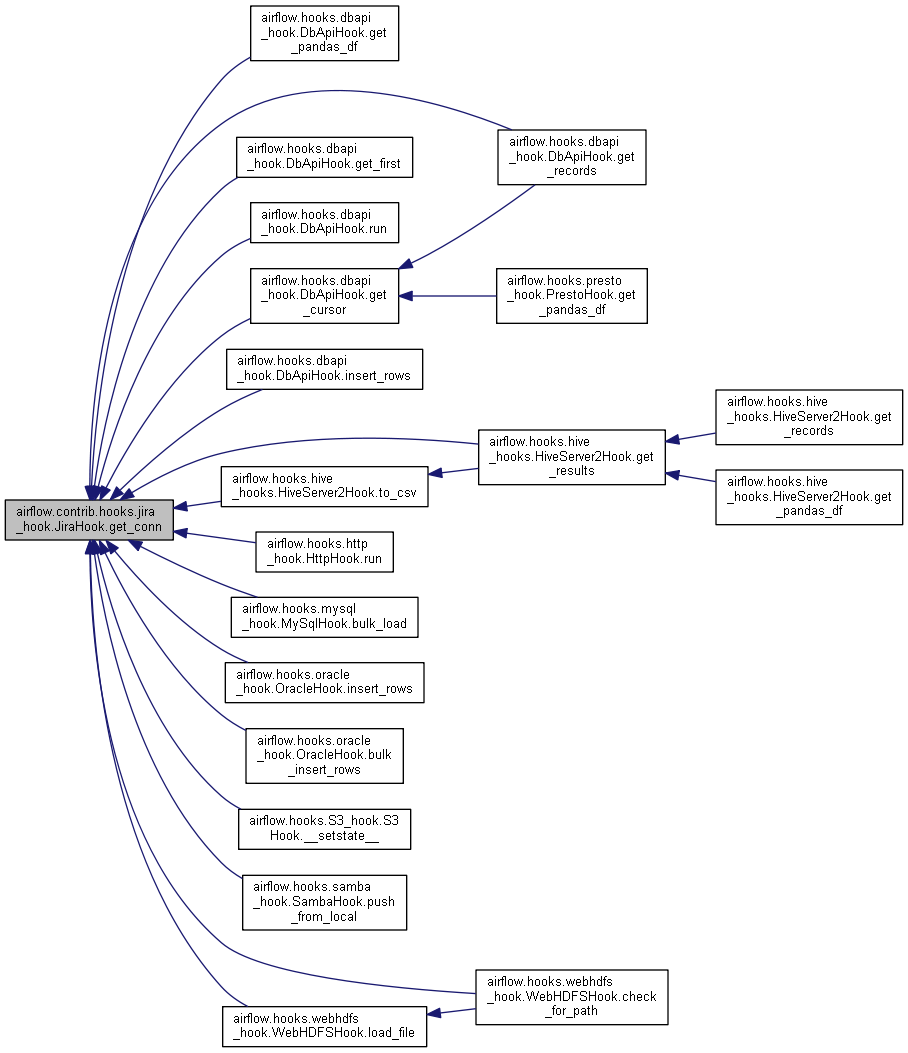 airflow.hooks.dbapi
_hook.DbApiHook.get
_pandas_df
airflow.hooks.dbapi
_hook.DbApiHook.get
_records
airflow.hooks.dbapi
_hook.DbApiHook.get_first
airflow.hooks.dbapi
_hook.DbApiHook.run
airflow.hooks.dbapi
_hook.DbApiHook.get
_cursor
airflow.hooks.presto
_hook.PrestoHook.get
_pandas_df
airflow.hooks.dbapi
_hook.DbApiHook.insert_rows
airflow.hooks.hive
_hooks.HiveServer2Hook.get
_records
airflow.hooks.hive
_hooks.HiveServer2Hook.get
_results
airflow.hooks.hive
_hooks.HiveServer2Hook.to_csv
airflow.hooks.hive
_hooks.HiveServer2Hook.get
_pandas_df
airflow.contrib.hooks.jira
_hook.JiraHook.get_conn
airflow.hooks.http
_hook.HttpHook.run
airflow.hooks.mysql
_hook.MySqlHook.bulk_load
airflow.hooks.oracle
_hook.OracleHook.insert_rows
airflow.hooks.oracle
_hook.OracleHook.bulk
_insert_rows
airflow.hooks.S3_hook.S3
Hook.__setstate__
airflow.hooks.samba
_hook.SambaHook.push
_from_local
airflow.hooks.webhdfs
_hook.WebHDFSHook.check
_for_path
airflow.hooks.webhdfs
_hook.WebHDFSHook.load_file